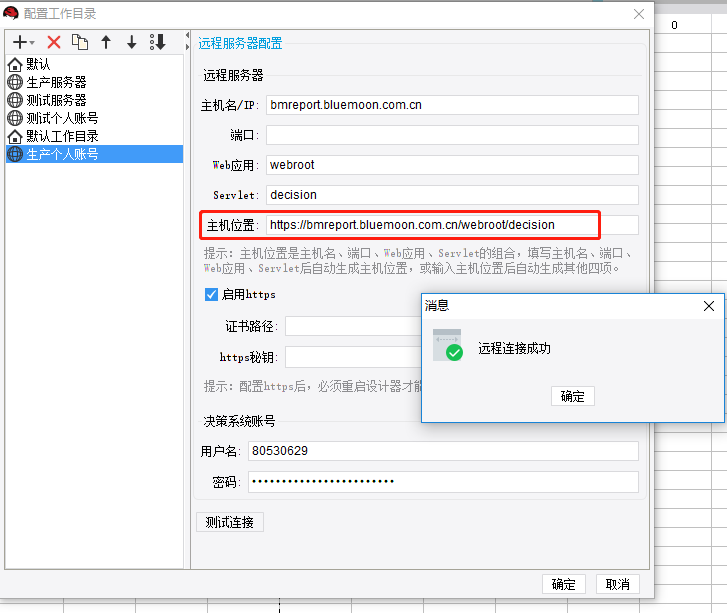 配置工作目录
0
默认
生产服务器
测试服务器
测试个人账号
默认工作目录
生产个人账号
远程服务器配置
远程服务器
主机名/IP: bmreport.bluemoon.com.cn
端口:
Web应用: webroot
Servlet: decision
主机位置: https://bmreport.bluemoon.com.cn/webroot/decision
提示: 主机位置是主机名、端口、Web应用、Servlet的组合，填写主机名、端口、
Web应用、Servlet后自动生成主机位置，或输入主机位置后自动生成其他四项。
启用https
证书路径:
https秘钥:
提示: 配置https后，必须重启设计器才能
消息
远程连接成功
确定
决策系统账号
用户名: 80530629
密码: ••••••••••••••••••••••••
测试连接
确定
取消